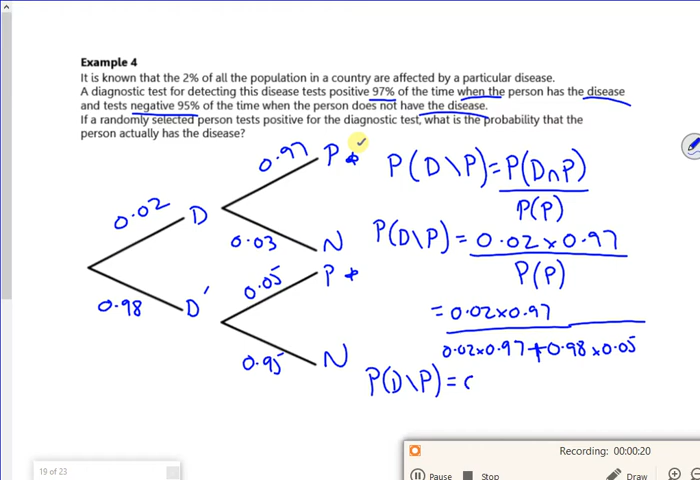 Example 4
It is known that the 2% of all the population in a country are affected by a particular disease.
A diagnostic test for detecting this disease tests positive 97% of the time when the person has the disease
and tests negative 95% of the time when the person does not have the disease.
If a randomly selected person tests positive for the diagnostic test, what is the probability that the
person actually has the disease?
0.97 P *
P(D\P)=P(D∩P)
P(P)
0.02 D
0.03 N
P(D\P)=0.02×0.97
P(P)
0.98 D'
0.05 P *
=0.02×0.97
0.02×0.97+0.98×0.05
0.95 N
P(D\P)=0
Recording: 00:00:20
19 of 23
Pause Stop Draw